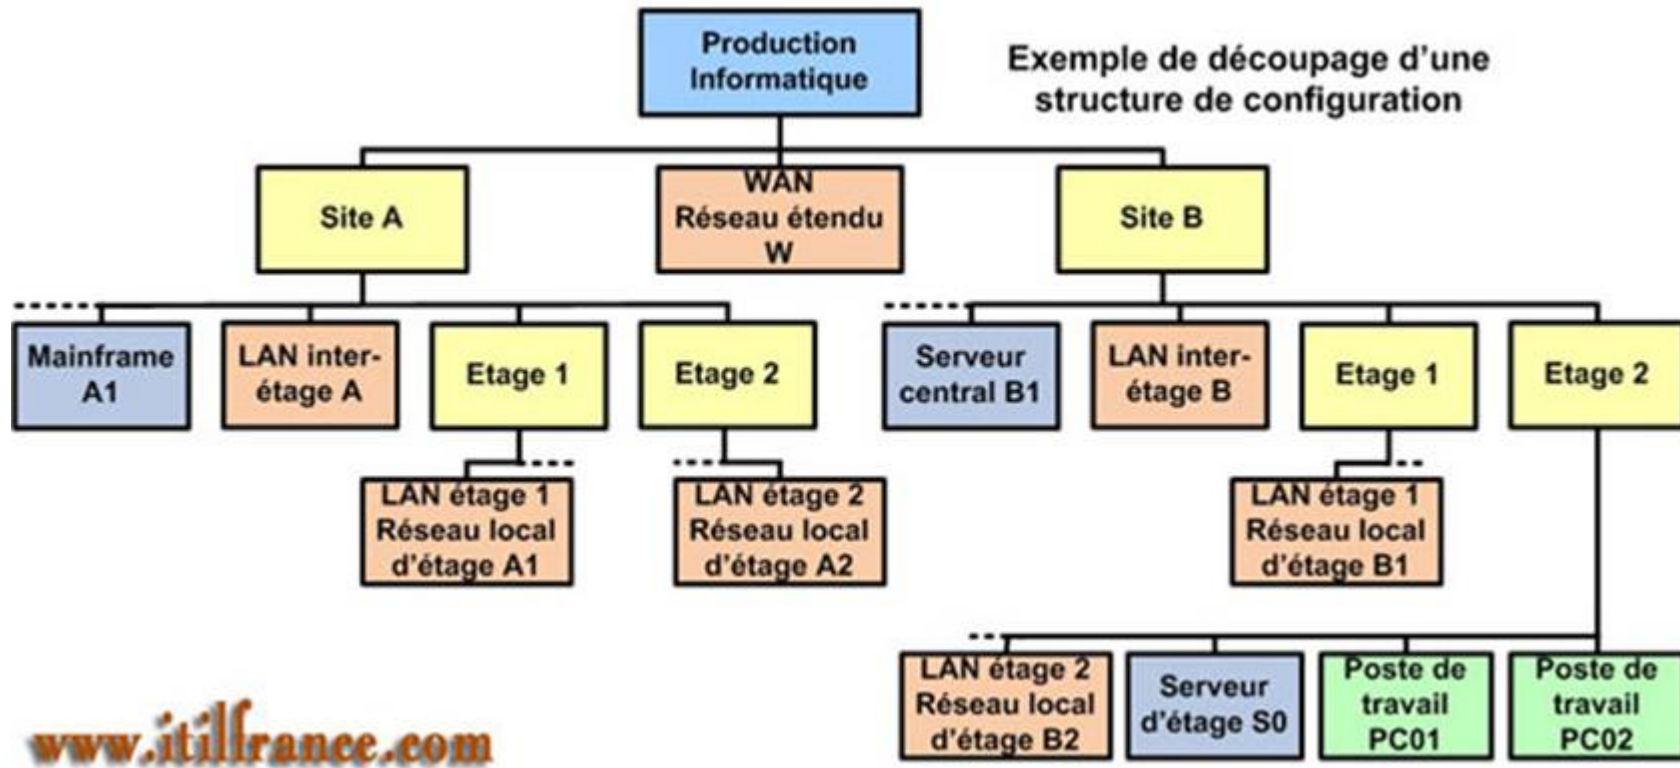 Production
Informatique
Exemple de découpage d'une
structure de configuration
Site A
WAN
Réseau étendu
W
Site B
Mainframe
A1
LAN inter-
étage A
Etage 1
Etage 2
Serveur
central B1
LAN inter-
étage B
Etage 1
Etage 2
LAN étage 1
Réseau local
d'étage A1
LAN étage 2
Réseau local
d'étage A2
LAN étage 1
Réseau local
d'étage B1
LAN étage 2
Réseau local
d'étage B2
Serveur
d'étage S0
Poste de
travail
PC01
Poste de
travail
PC02
www.itilfrance.com